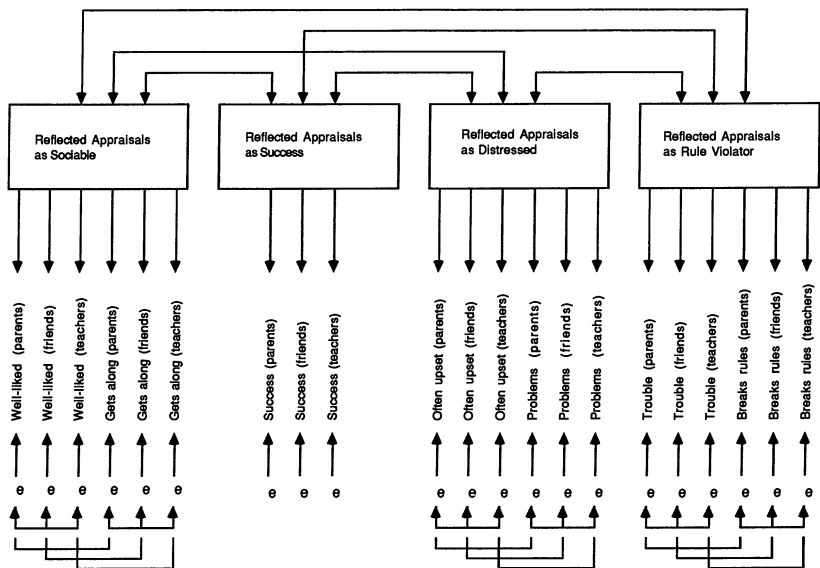 Reflected Appraisals
as Sociable
Reflected Appraisals
as Success
Reflected Appraisals
as Distressed
Reflected Appraisals
as Rule Violator
Well-liked (parents)
Well-liked (friends)
Well-liked (teachers)
Gets along (parents)
Gets along (friends)
Gets along (teachers)
Success (parents)
Success (friends)
Success (teachers)
Often upset (parents)
Often upset (friends)
Often upset (teachers)
Problems (parents)
Problems (friends)
Problems (teachers)
Trouble (parents)
Trouble (friends)
Trouble (teachers)
Breaks rules (parents)
Breaks rules (friends)
Breaks rules (teachers)
e e e e e e e e e e e e e e e e e e e e e